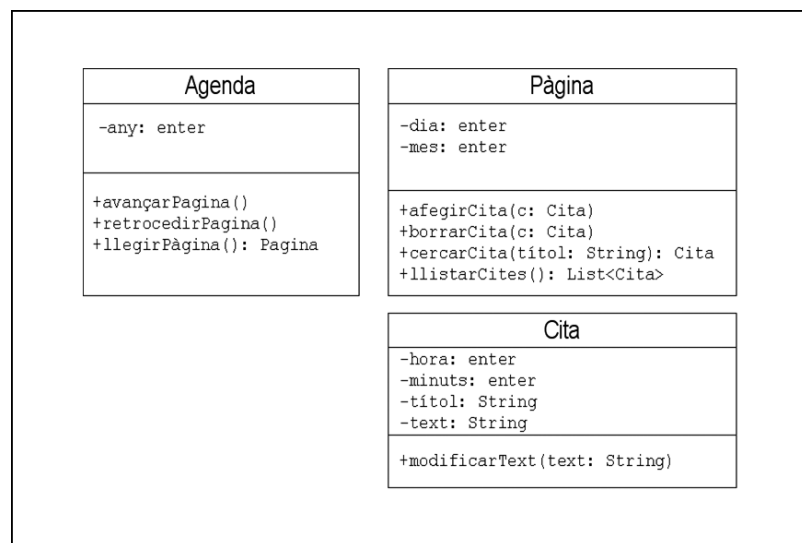 Agenda
-any: enter
+avançarPagina()
+retrocedirPagina()
+llegirPàgina(): Pagina
Pàgina
-dia: enter
-mes: enter
+afegirCita(c: Cita)
+borrarCita(c: Cita)
+cercarCita(títol: String): Cita
+llistarCites(): List<Cita>
Cita
-hora: enter
-minuts: enter
-títol: String
-text: String
+modificarText(text: String)